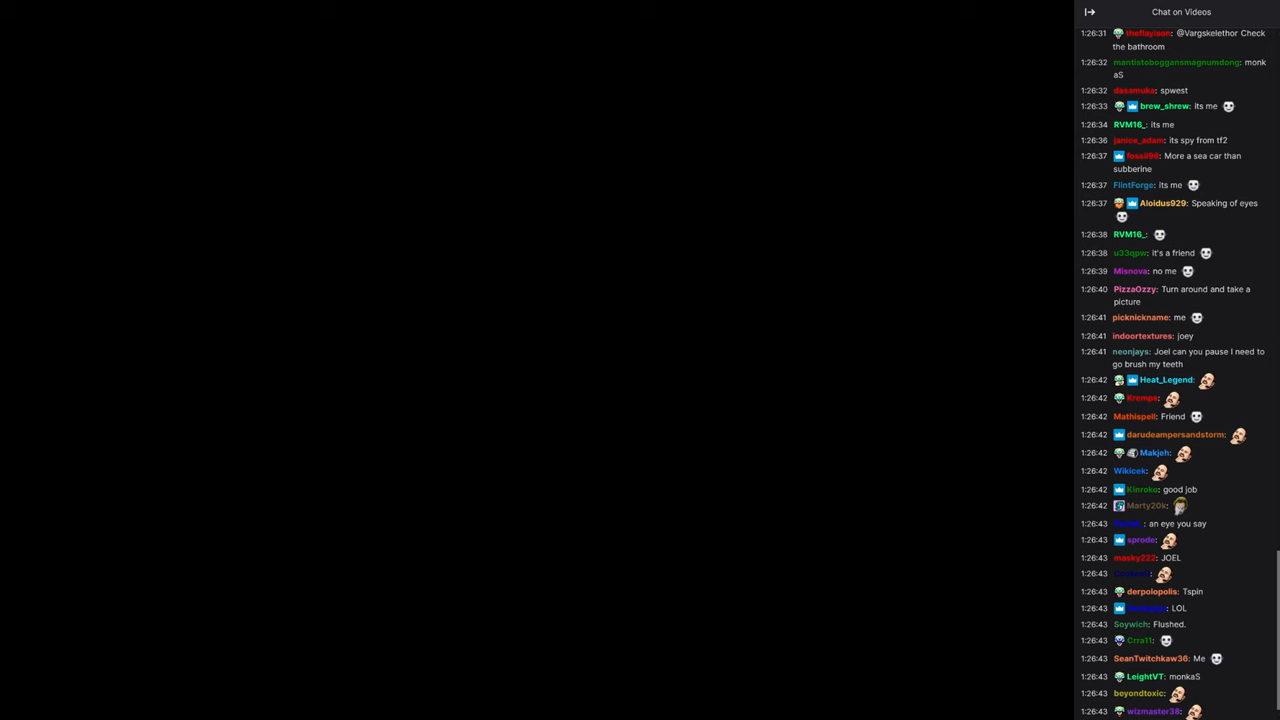 Chat on Videos
1:26:31 theflayison: @Vargskelethor Check
the bathroom
1:26:32 mantistoboggansmagnumdong: monk
aS
1:26:32 dasamuka: spwest
1:26:33 brew_shrew: its me
1:26:34 RVM16_: its me
1:26:36 janice_adam: its spy from tf2
1:26:37 fossil98: More a sea car than
subberine
1:26:37 FlintForge: its me
1:26:37 Aloidus929: Speaking of eyes
1:26:38 RVM16_:
1:26:38 u33qpw: it's a friend
1:26:39 Misnova: no me
1:26:40 PizzaOzzy: Turn around and take a
picture
1:26:41 picknickname: me
1:26:41 indoortextures: joey
1:26:41 neonjays: Joel can you pause I need to
go brush my teeth
1:26:42 Heat_Legend:
1:26:42 Kremps:
1:26:42 Mathispell: Friend
1:26:42 darudeampersandstorm:
1:26:42 Makjeh:
1:26:42 Wikicek:
1:26:42 Kinroko: good job
1:26:42 Marty20k:
1:26:43 : an eye you say
1:26:43 sprode:
1:26:43 masky222: JOEL
1:26:43 :
1:26:43 derpolopolis: Tspin
1:26:43 : LOL
1:26:43 Soywich: Flushed.
1:26:43 Crra11:
1:26:43 SeanTwitchkaw36: Me
1:26:43 LeightVT: monkaS
1:26:43 beyondtoxic:
1:26:43 wizmaster38: